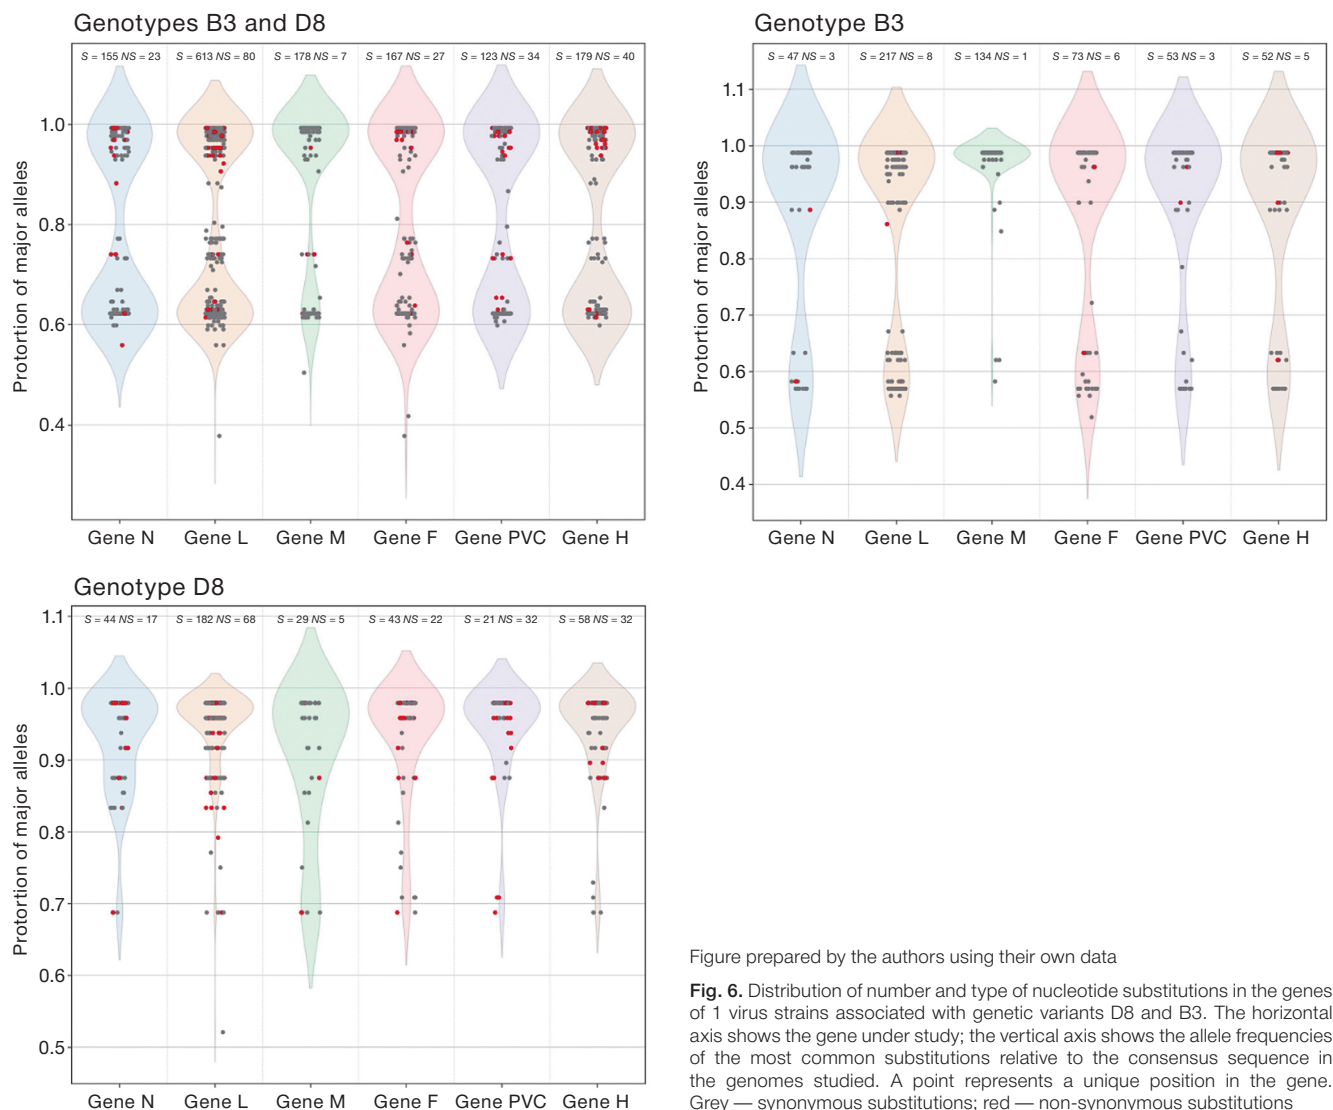 Genotypes B3 and D8
S = 155 NS = 23 S = 613 NS = 80 S = 178 NS = 7 S = 167 NS = 27 S = 123 NS = 34 S = 179 NS = 40
1.0
0.8
0.6
0.4
Protortion of major alleles
Gene N Gene L Gene M Gene F Gene PVC Gene H
Genotype B3
S = 47 NS = 3 S = 217 NS = 8 S = 134 NS = 1 S = 73 NS = 6 S = 53 NS = 3 S = 52 NS = 5
1.1
1.0
0.9
0.8
0.7
0.6
0.5
0.4
Protortion of major alleles
Gene N Gene L Gene M Gene F Gene PVC Gene H
Genotype D8
S = 44 NS = 17 S = 182 NS = 68 S = 29 NS = 5 S = 43 NS = 22 S = 21 NS = 32 S = 58 NS = 32
1.1
1.0
0.9
0.8
0.7
0.6
0.5
Protortion of major alleles
Gene N Gene L Gene M Gene F Gene PVC Gene H
Figure prepared by the authors using their own data
Fig. 6. Distribution of number and type of nucleotide substitutions in the genes
of 1 virus strains associated with genetic variants D8 and B3. The horizontal
axis shows the gene under study; the vertical axis shows the allele frequencies
of the most common substitutions relative to the consensus sequence in
the genomes studied. A point represents a unique position in the gene.
Grey — synonymous substitutions; red — non-synonymous substitutions